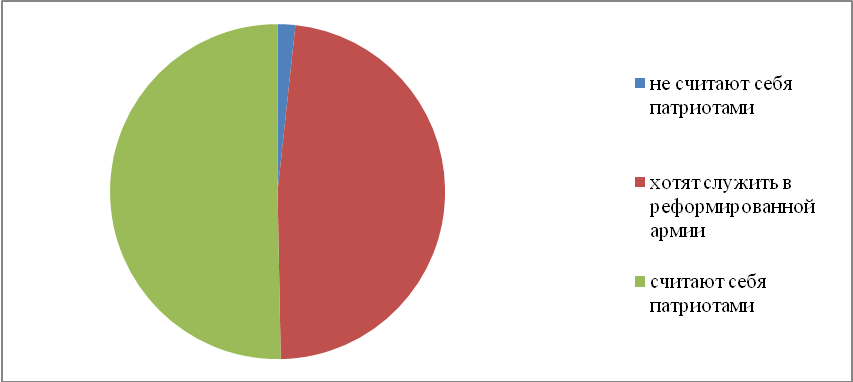 не считают себя
патриотами
хотят служить в
реформированной
армии
считают себя
патриотами